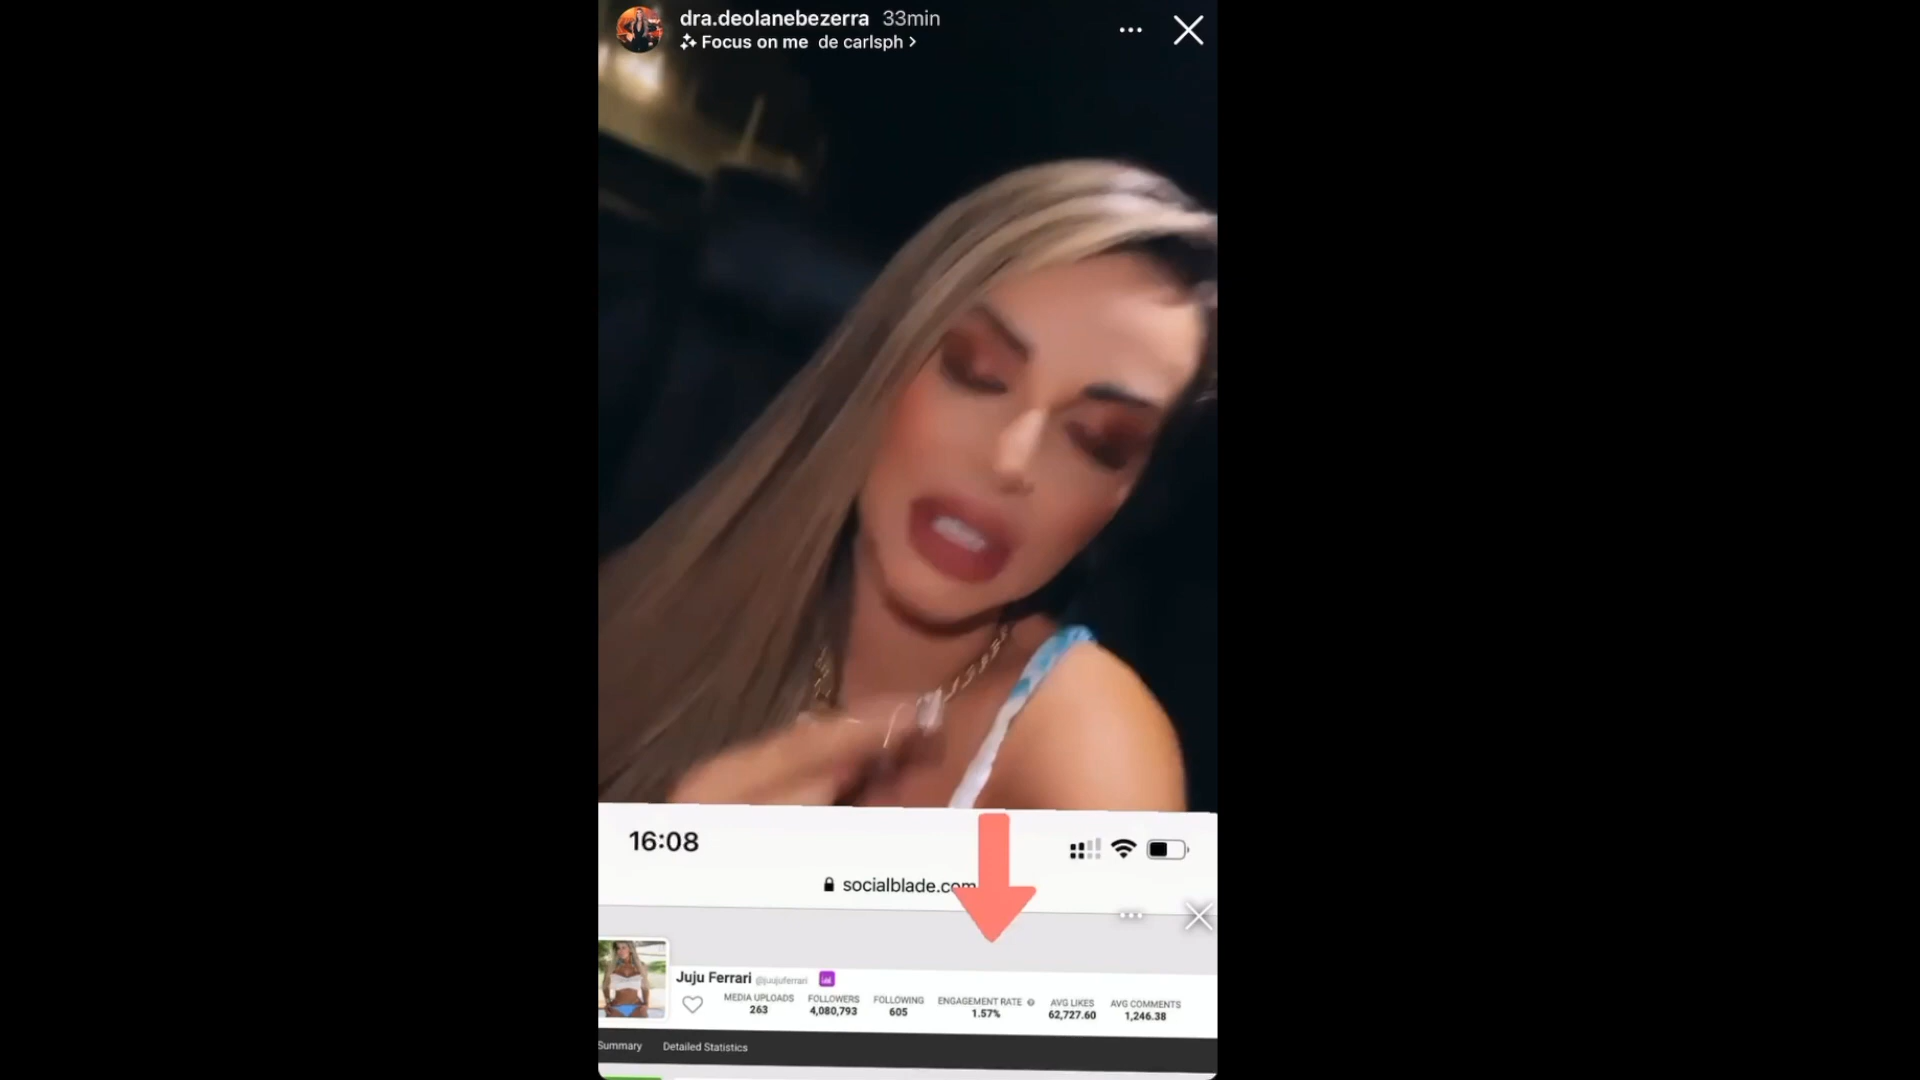 dra.deolanebezerra 33min
Focus on me de carlsph >
16:08
socialblade.com
Juju Ferrari @juujuferrari
MEDIA UPLOADS FOLLOWERS FOLLOWING ENGAGEMENT RATE AVG LIKES AVG COMMENTS
263 4,080,793 605 1.57% 62,727.60 1,246.38
Summary Detailed Statistics